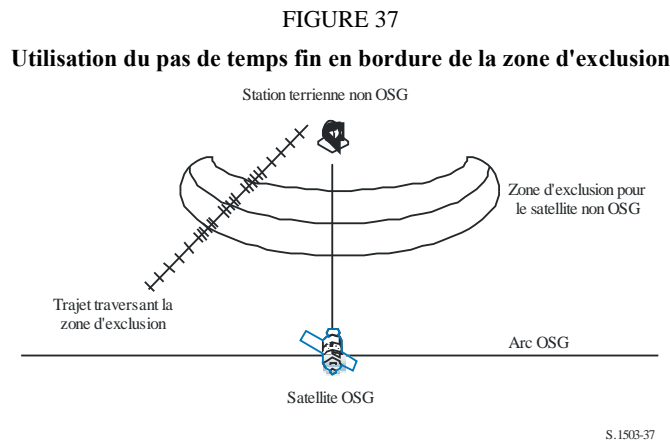 FIGURE 37
Utilisation du pas de temps fin en bordure de la zone d'exclusion
Station terrienne non OSG
Zone d'exclusion pour
le satellite non OSG
Trajet traversant la
zone d'exclusion
Arc OSG
Satellite OSG
S.1503-37